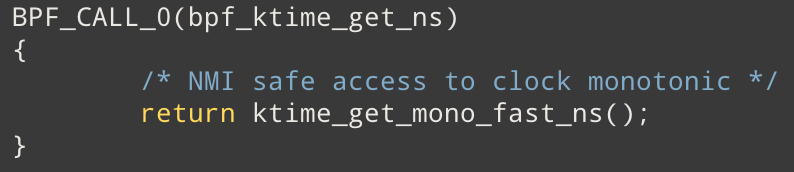 BPF_CALL_0(bpf_ktime_get_ns)
{
/* NMI safe access to clock monotonic */
return ktime_get_mono_fast_ns();
}